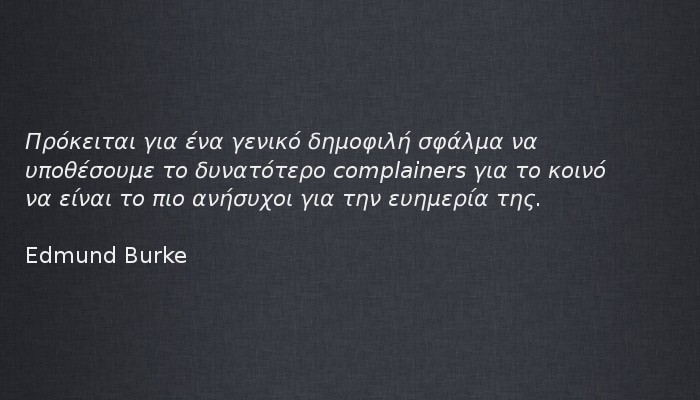 Πρόκειται για ένα γενικό δημοφιλή σφάλμα να
υποθέσουμε το δυνατότερο complainers για το κοινό
να είναι το πιο ανήσυχοι για την ευημερία της.
Edmund Burke